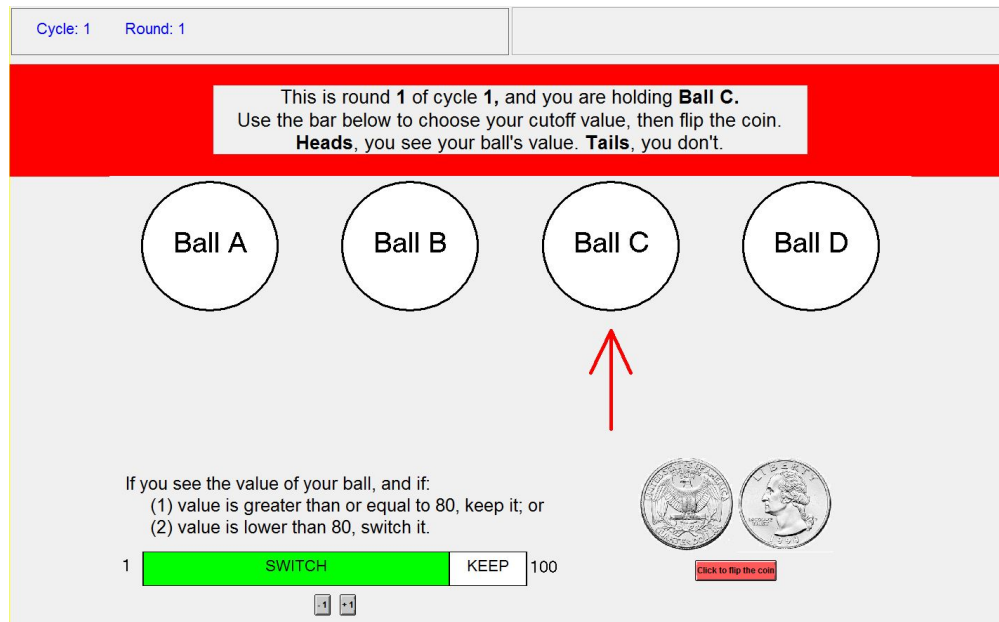 Cycle: 1 Round: 1
This is round 1 of cycle 1, and you are holding Ball C.
Use the bar below to choose your cutoff value, then flip the coin.
Heads, you see your ball's value. Tails, you don't.
Ball A Ball B Ball C Ball D
If you see the value of your ball, and if:
(1) value is greater than or equal to 80, keep it; or
(2) value is lower than 80, switch it.
LIBERTY
1 SWITCH KEEP 100
Click to flip the coin
-1 +1